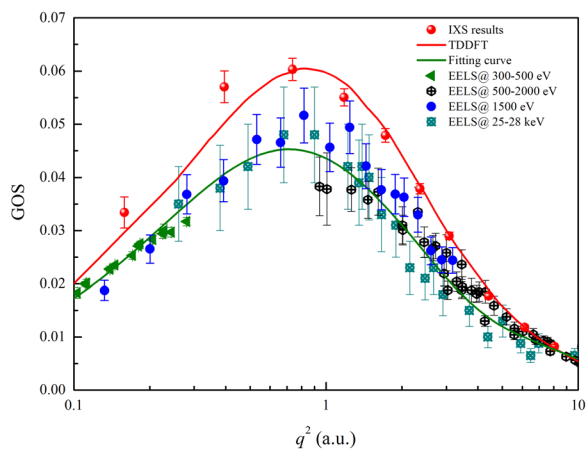 0.07
0.06
0.05
0.04
0.03
0.02
0.01
0.00
GOS
IXS results
TDDFT
Fitting curve
EELS@ 300-500 eV
EELS@ 500-2000 eV
EELS@ 1500 eV
EELS@ 25-28 keV
0.1 1 10
q² (a.u.)